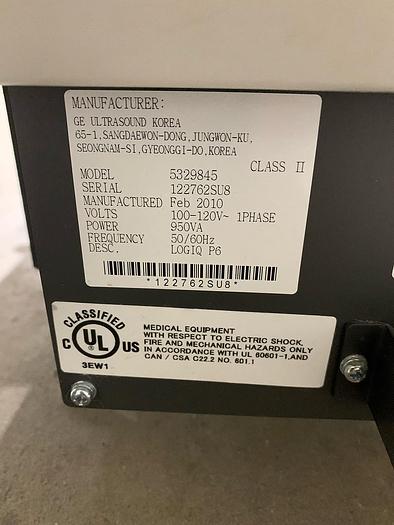 MANUFACTURER:
GE ULTRASOUND KOREA
65-1,SANGDAEWON-DONG,JUNGWON-KU,
SEONGNAM-SI,GYEONGGI-DO,KOREA
CLASS II
MODEL 5329845
SERIAL 122762SU8
MANUFACTURED Feb 2010
VOLTS 100-120V~ 1PHASE
POWER 950VA
FREQUENCY 50/60Hz
DESC. LOGIQ P6
*122762SU8*
CLASSIFIED
C UL US
3EW1
MEDICAL EQUIPMENT
WITH RESPECT TO ELECTRIC SHOCK,
FIRE AND MECHANICAL HAZARDS ONLY
IN ACCORDANCE WITH UL 60601-1,AND
CAN / CSA C22.2 NO. 601.1